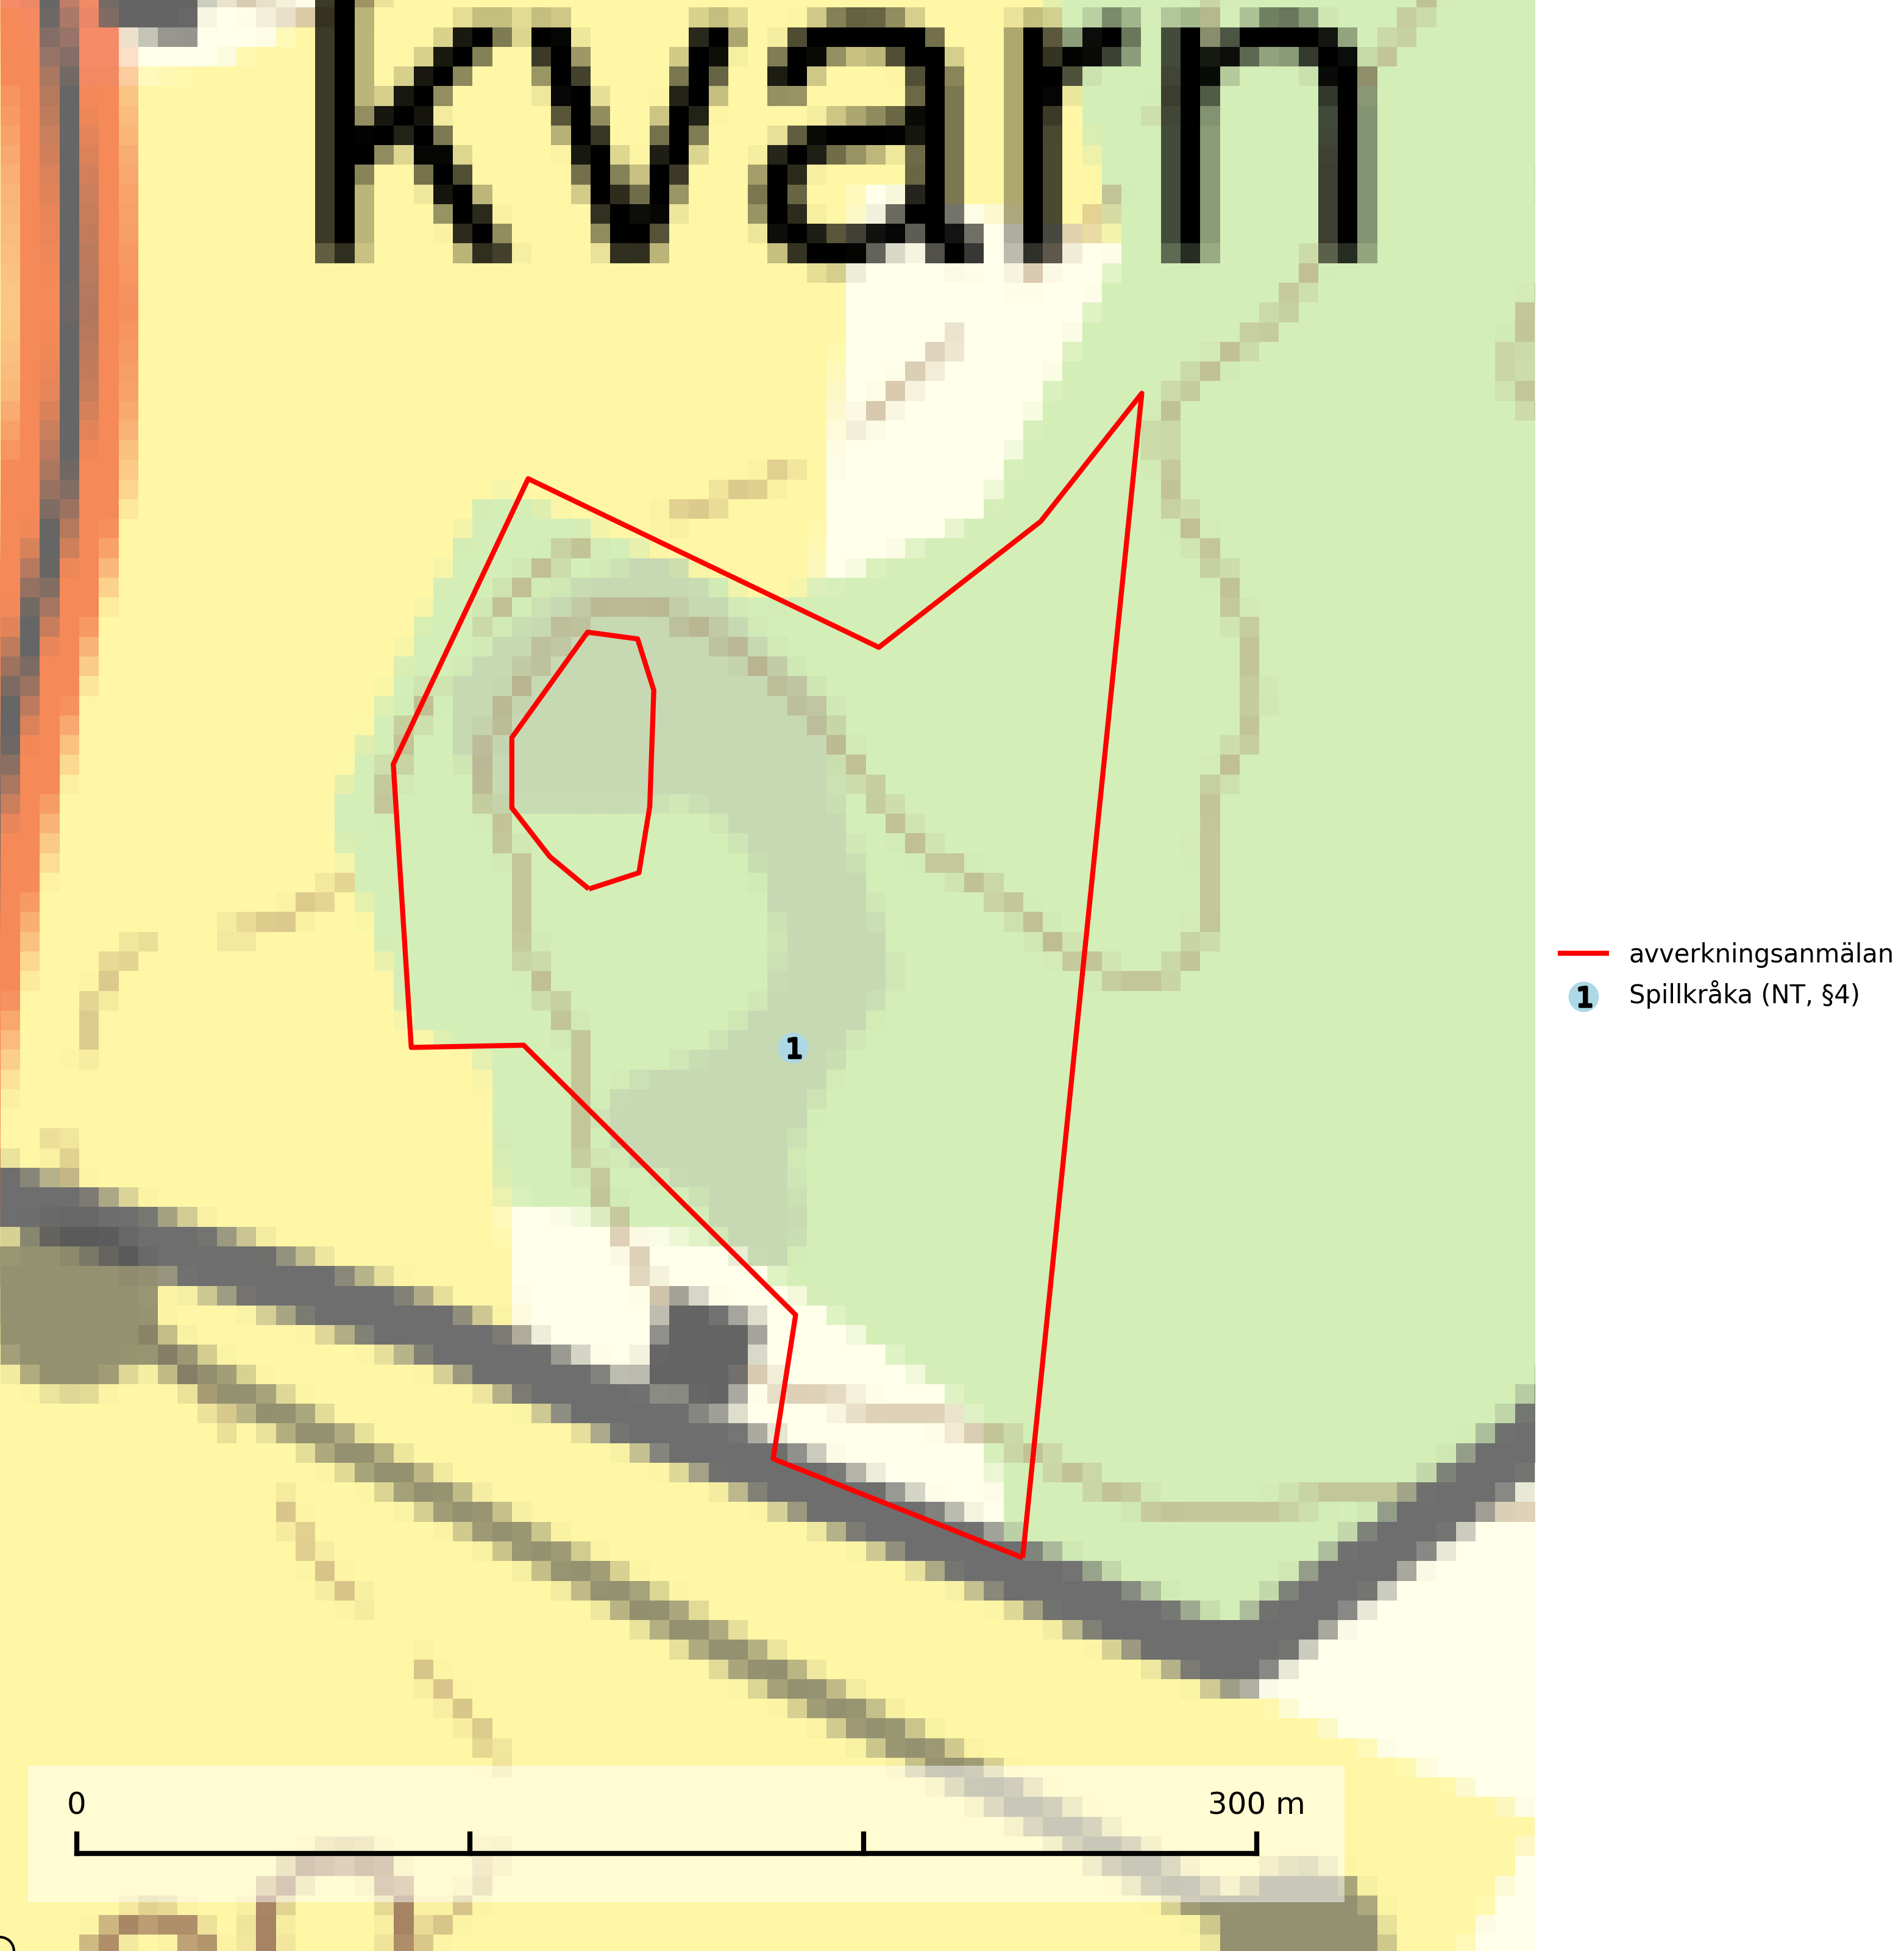 kvarn
avverkningsanmälan
1 Spillkråka (NT, §4)
1
0 300 m